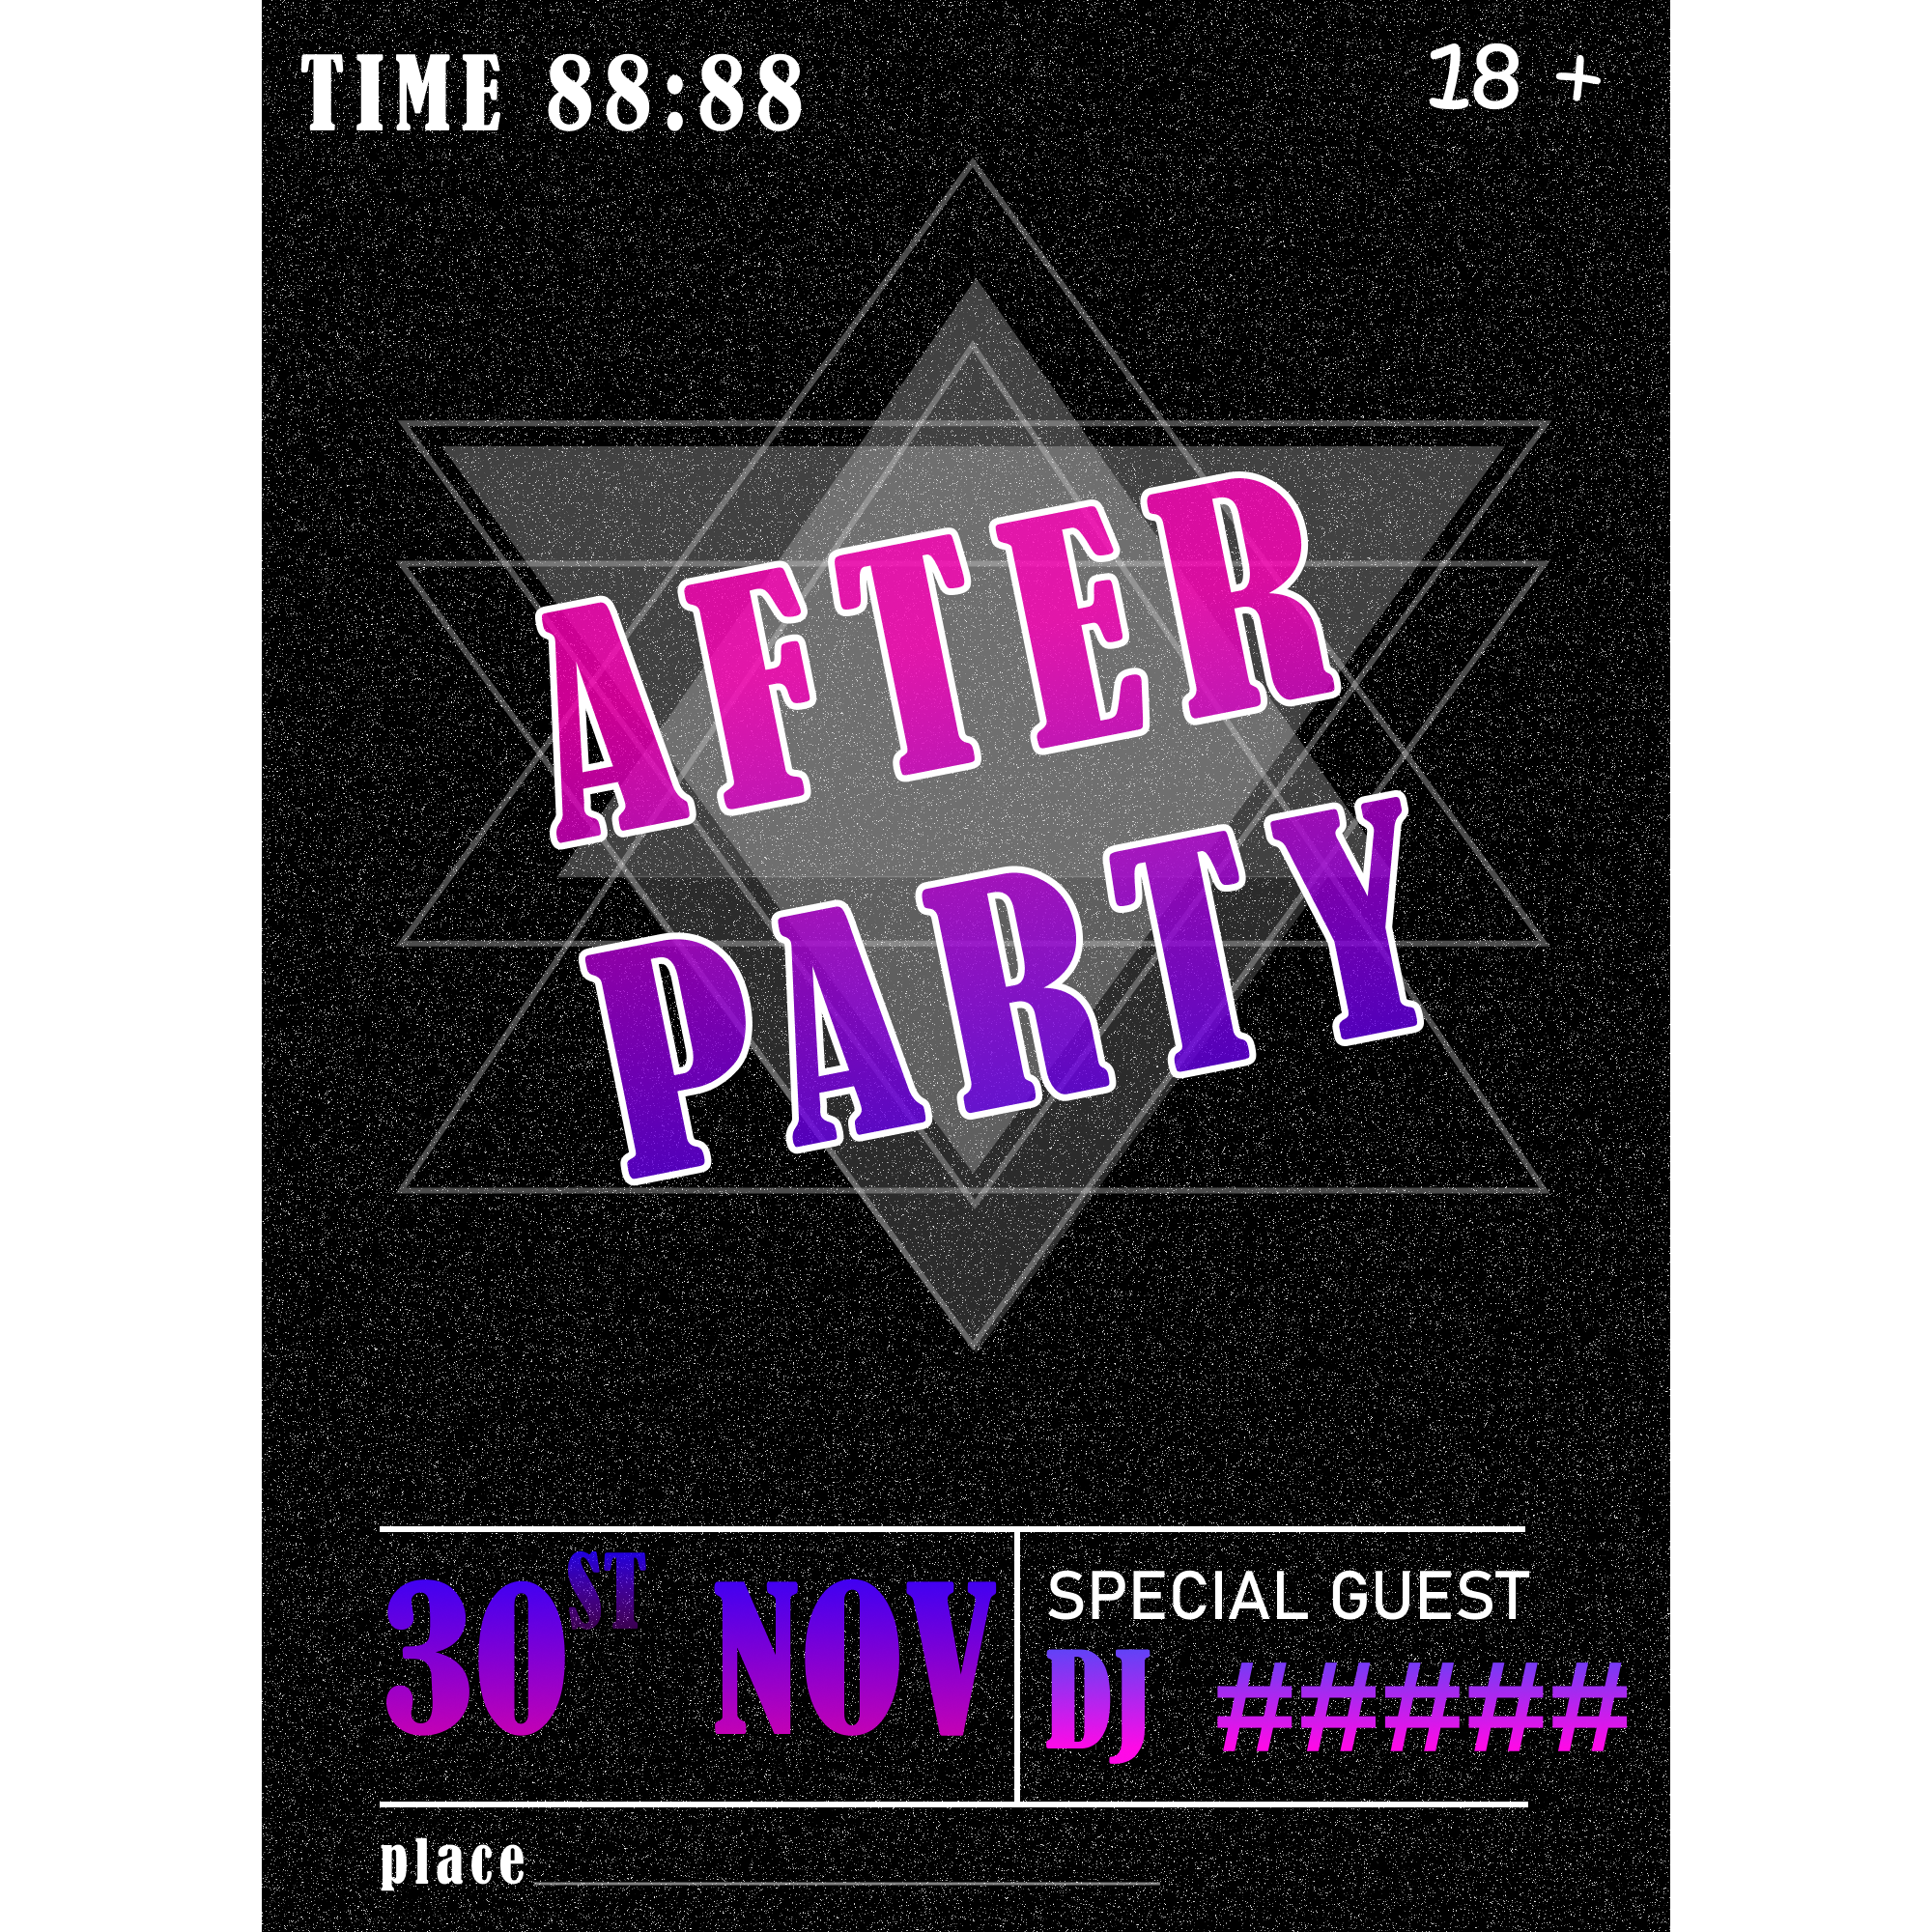 TIME 88:88
18 +
AFTER
PARTY
30ST NOV
SPECIAL GUEST
DJ #####
place